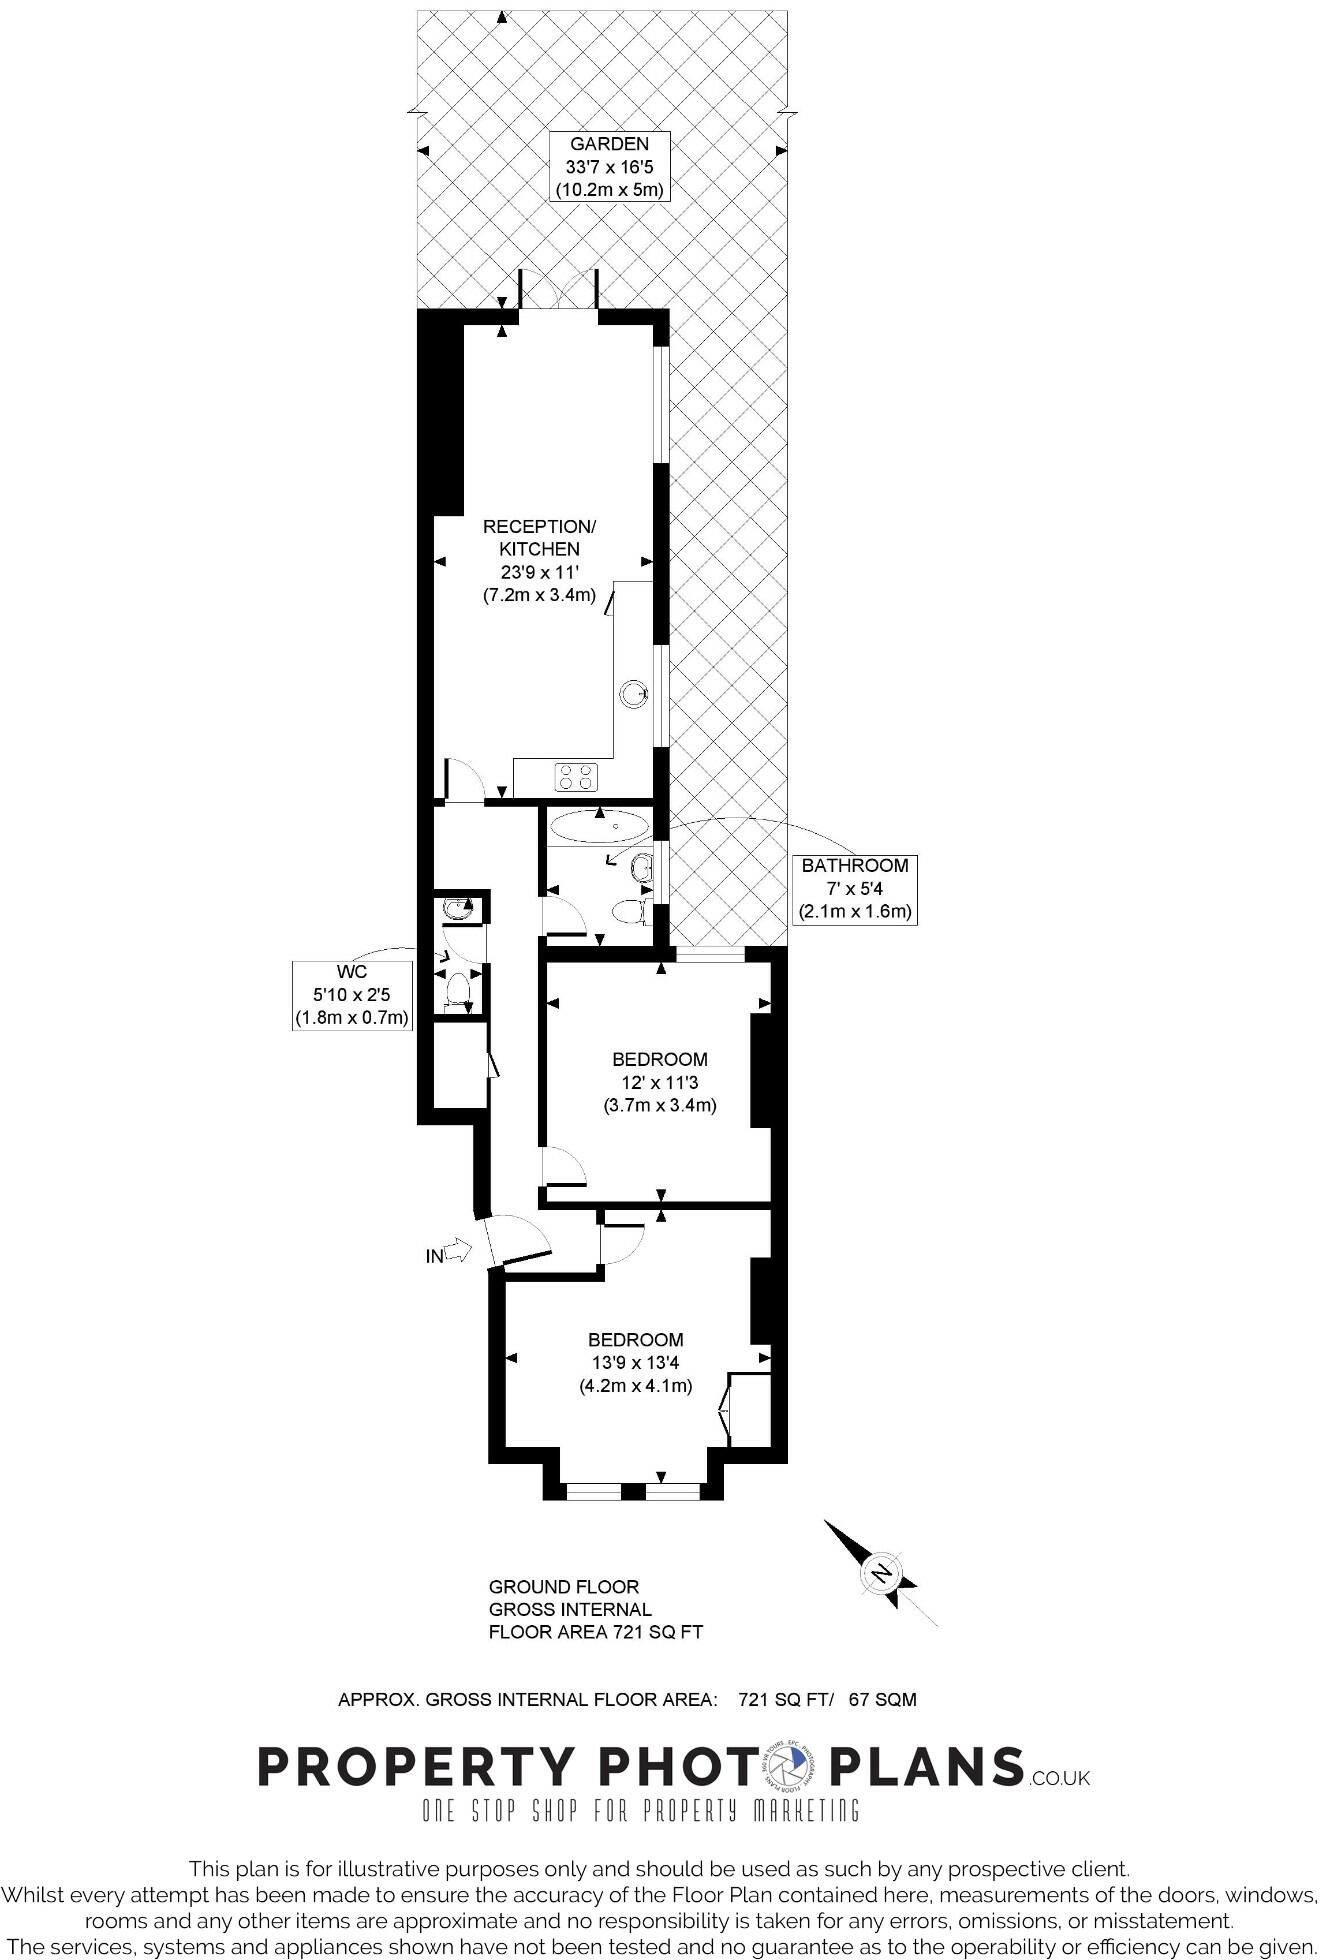 GARDEN
33'7 x 16'5
(10.2m x 5m)
RECEPTION/
KITCHEN
23'9 x 11'
(7.2m x 3.4m)
BATHROOM
7' x 5'4
(2.1m x 1.6m)
WC
5'10 x 2'5
(1.8m x 0.7m)
BEDROOM
12' x 11'3
(3.7m x 3.4m)
IN
BEDROOM
13'9 x 13'4
(4.2m x 4.1m)
N
GROUND FLOOR
GROSS INTERNAL
FLOOR AREA 721 SQ FT
APPROX. GROSS INTERNAL FLOOR AREA: 721 SQ FT/ 67 SQM
PROPERTY PHOTO PLANS.CO.UK
360 VR TOURS . EPC . PHOTOGRAPHY . FLOOR PLANS .
ONE STOP SHOP FOR PROPERTY MARKETING
This plan is for illustrative purposes only and should be used as such by any prospective client.
Whilst every attempt has been made to ensure the accuracy of the Floor Plan contained here, measurements of the doors, windows,
rooms and any other items are approximate and no responsibility is taken for any errors, omissions, or misstatement.
The services, systems and appliances shown have not been tested and no guarantee as to the operability or efficiency can be given.